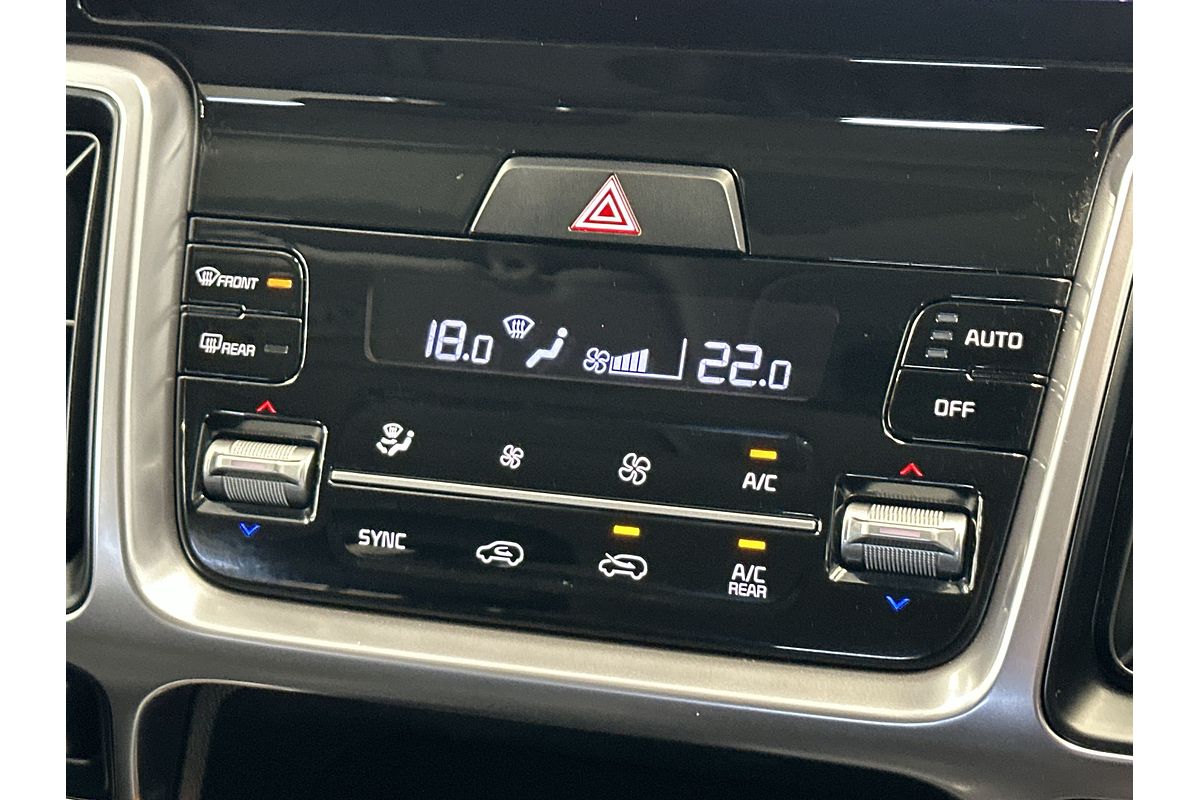 FRONT
REAR
18.0
22.0
AUTO
OFF
A/C
SYNC
A/C
REAR